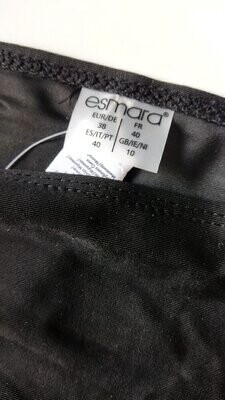 esmara®
EUR/DE FR
38 40
ES/IT/PT GB/IE/NI
40 10